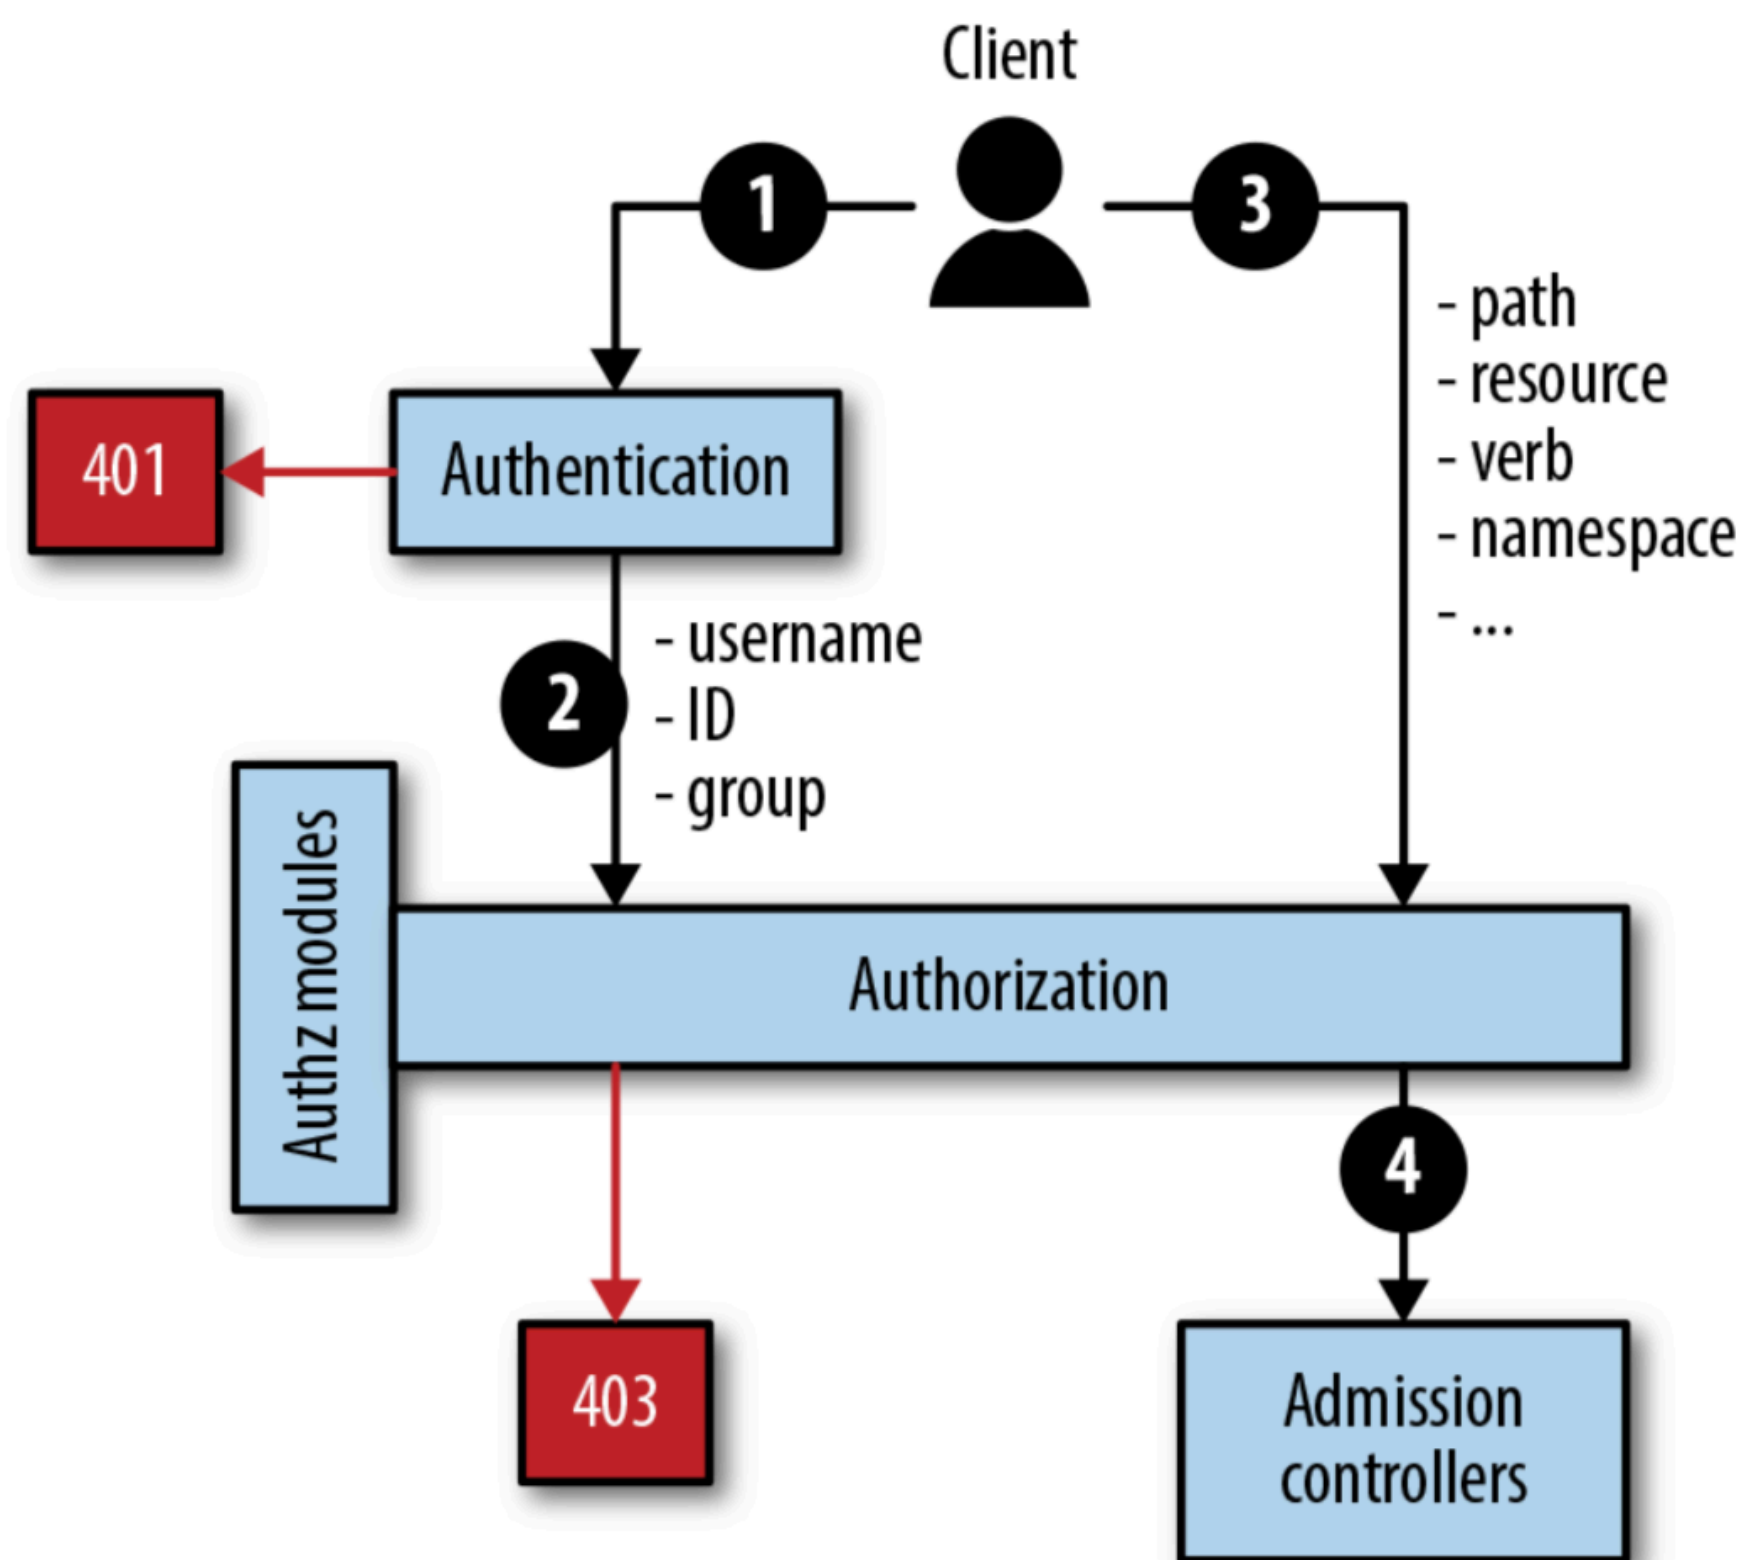 Client
1
3
- path
- resource
- verb
- namespace
- ...
401
Authentication
2
- username
- ID
- group
Authz modules
Authorization
4
403
Admission
controllers